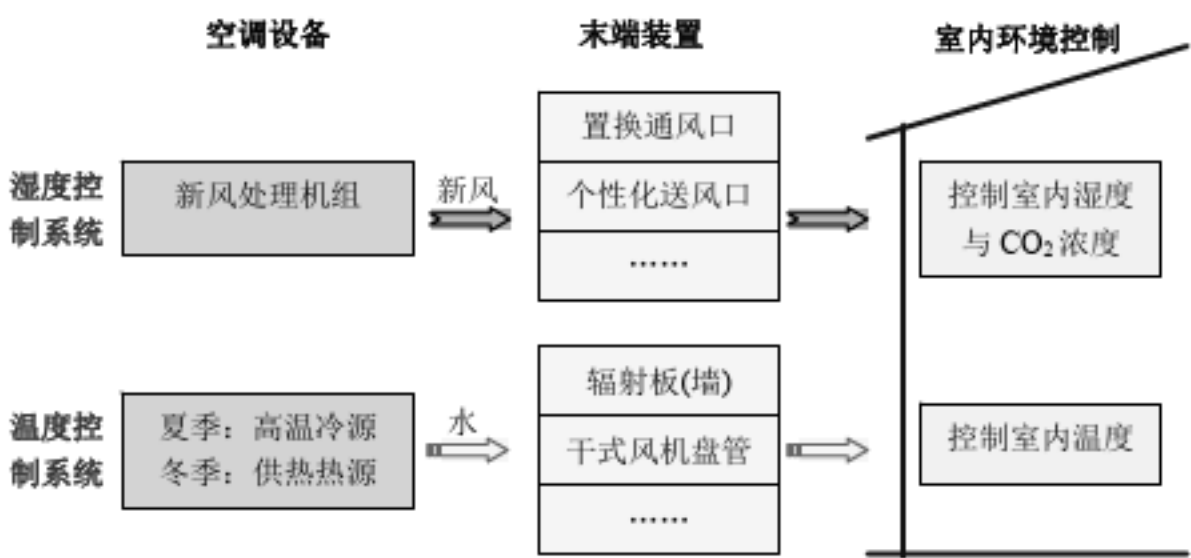 空调设备
末端装置
室内环境控制
湿度控
制系统
新风处理机组
新风
置换通风口
个性化送风口
……
控制室内湿度
与 CO₂ 浓度
温度控
制系统
夏季：高温冷源
冬季：供热热源
水
辐射板(墙)
干式风机盘管
……
控制室内温度